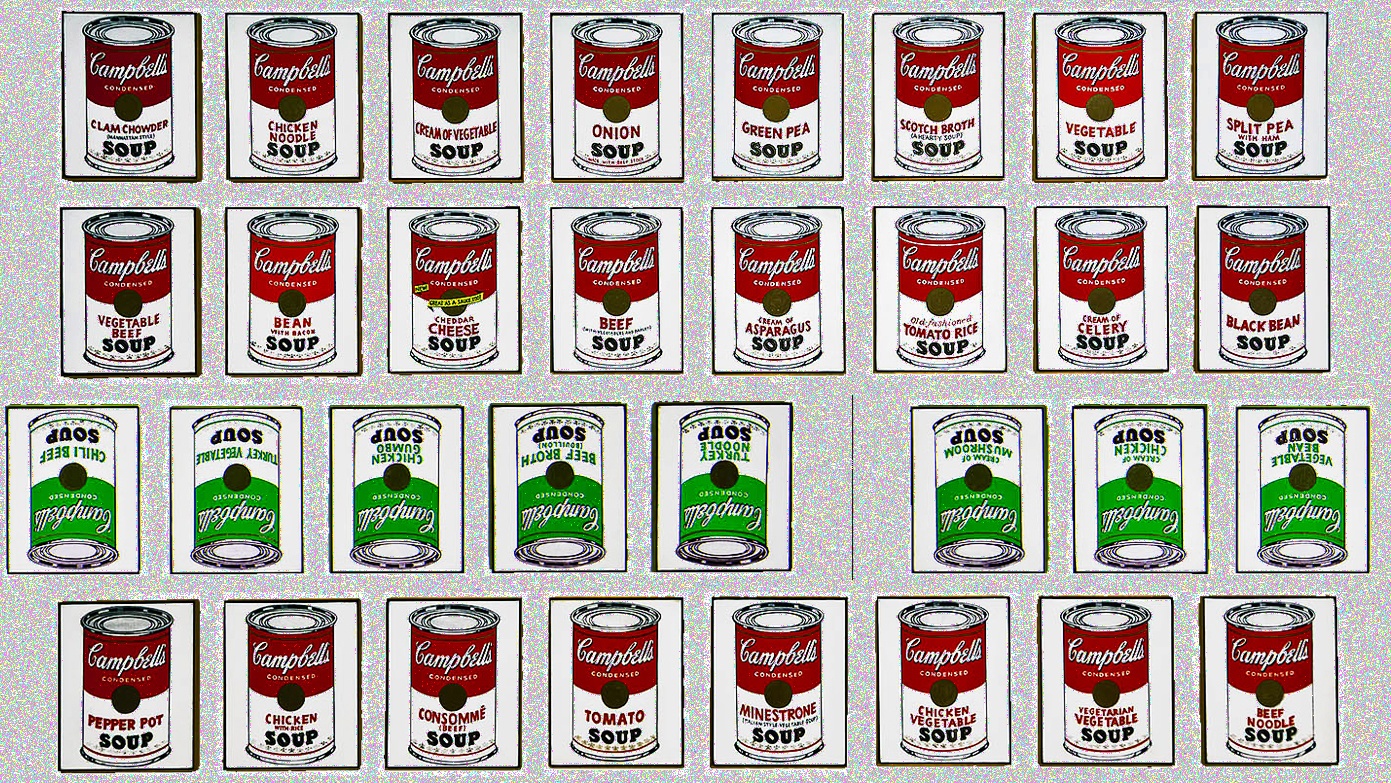 Campbell's
CONDENSED
CLAM CHOWDER
(MANHATTAN STYLE)
SOUP
Campbell's
CONDENSED
CHICKEN
NOODLE
SOUP
Campbell's
CONDENSED
CREAM OF VEGETABLE
SOUP
Campbell's
CONDENSED
ONION
SOUP
MADE WITH BEEF STOCK
Campbell's
CONDENSED
GREEN PEA
SOUP
Campbell's
CONDENSED
SCOTCH BROTH
(A HEARTY SOUP)
SOUP
Campbell's
CONDENSED
VEGETABLE
SOUP
Campbell's
CONDENSED
SPLIT PEA
WITH HAM
SOUP
Campbell's
CONDENSED
VEGETABLE
BEEF
SOUP
Campbell's
CONDENSED
BEAN
WITH BACON
SOUP
Campbell's
CONDENSED
NEW!
GREAT AS A SAUCE TOO!
CHEDDAR
CHEESE
SOUP
Campbell's
CONDENSED
BEEF
(WITH VEGETABLES AND BARLEY)
SOUP
Campbell's
CONDENSED
CREAM OF
ASPARAGUS
SOUP
Campbell's
CONDENSED
Old-fashioned
TOMATO RICE
SOUP
Campbell's
CONDENSED
CREAM OF
CELERY
SOUP
Campbell's
CONDENSED
BLACK BEAN
SOUP
Campbell's
CONDENSED
CHILI BEEF
SOUP
Campbell's
CONDENSED
TURKEY VEGETABLE
SOUP
Campbell's
CONDENSED
CHICKEN
GUMBO
SOUP
Campbell's
CONDENSED
BEEF BROTH
(BOUILLON)
SOUP
Campbell's
CONDENSED
TURKEY
NOODLE
SOUP
Campbell's
CONDENSED
CREAM OF
MUSHROOM
SOUP
Campbell's
CONDENSED
CREAM OF
CHICKEN
SOUP
Campbell's
CONDENSED
VEGETABLE
BEAN
SOUP
Campbell's
CONDENSED
PEPPER POT
SOUP
Campbell's
CONDENSED
CHICKEN
WITH RICE
SOUP
Campbell's
CONDENSED
CONSOMMÉ
(BEEF)
SOUP
Campbell's
CONDENSED
TOMATO
SOUP
Campbell's
CONDENSED
MINESTRONE
(ITALIAN-STYLE VEGETABLE SOUP)
SOUP
Campbell's
CONDENSED
CHICKEN
VEGETABLE
SOUP
Campbell's
CONDENSED
VEGETARIAN
VEGETABLE
SOUP
Campbell's
CONDENSED
BEEF
NOODLE
SOUP